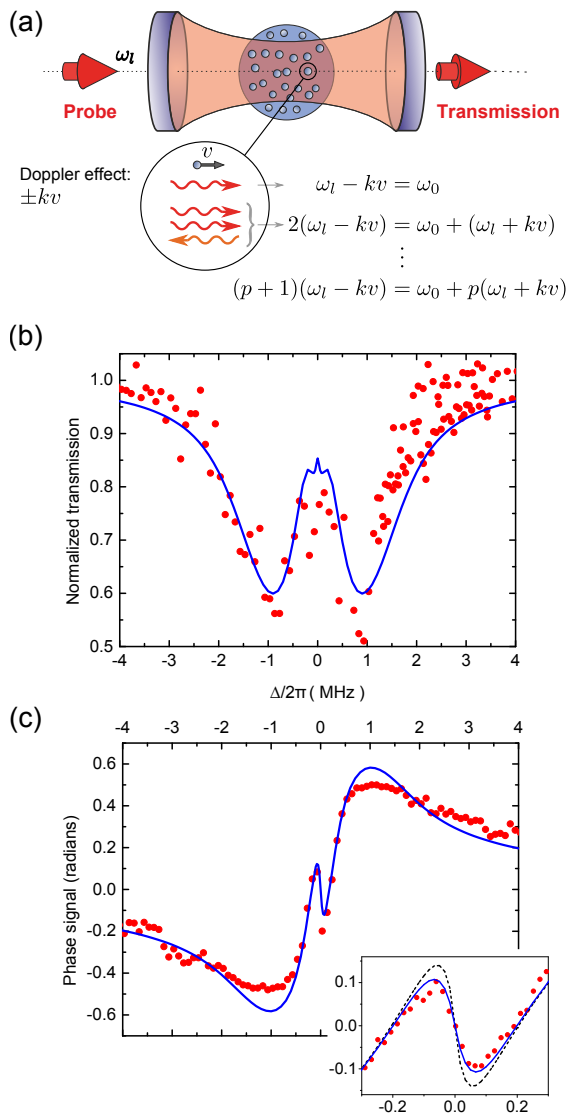 (a)
ω_l
Probe
Transmission
Doppler effect:
±kv
v
ω_l − kv = ω_0
2(ω_l − kv) = ω_0 + (ω_l + kv)
⋮
(p + 1)(ω_l − kv) = ω_0 + p(ω_l + kv)
(b)
Normalized transmission
1.0
0.9
0.8
0.7
0.6
0.5
-4 -3 -2 -1 0 1 2 3 4
Δ/2π ( MHz )
(c)
-4 -3 -2 -1 0 1 2 3 4
Phase signal (radians)
0.6
0.4
0.2
0.0
-0.2
-0.4
-0.6
0.1
0.0
-0.1
-0.2 0.0 0.2